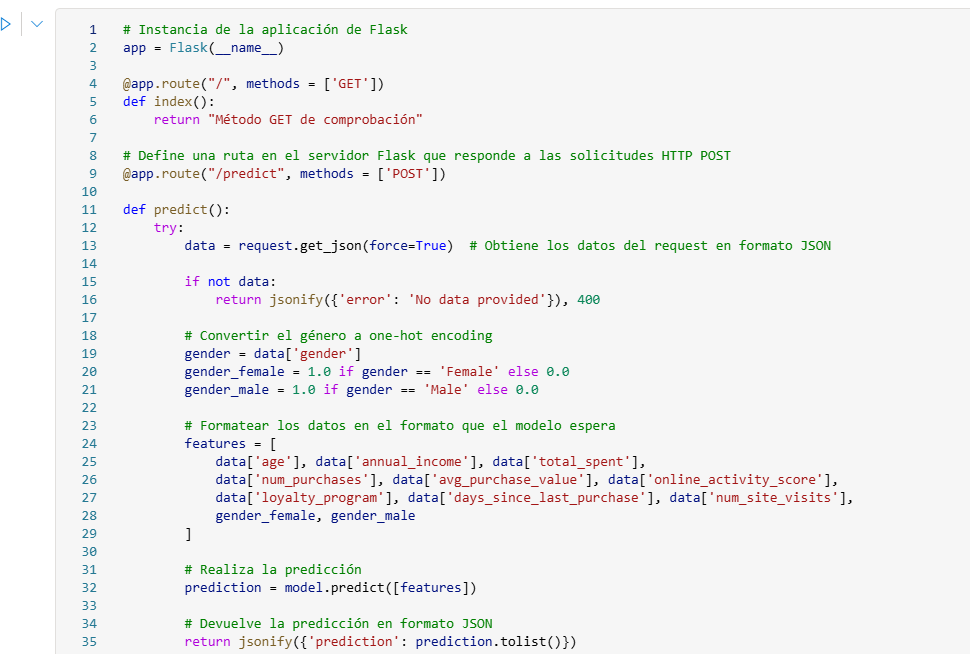 1 # Instancia de la aplicación de Flask
2 app = Flask(__name__)
3
4 @app.route("/", methods = ['GET'])
5 def index():
6     return "Método GET de comprobación"
7
8 # Define una ruta en el servidor Flask que responde a las solicitudes HTTP POST
9 @app.route("/predict", methods = ['POST'])
10
11 def predict():
12     try:
13         data = request.get_json(force=True)  # Obtiene los datos del request en formato JSON
14
15         if not data:
16             return jsonify({'error': 'No data provided'}), 400
17
18         # Convertir el género a one-hot encoding
19         gender = data['gender']
20         gender_female = 1.0 if gender == 'Female' else 0.0
21         gender_male = 1.0 if gender == 'Male' else 0.0
22
23         # Formatear los datos en el formato que el modelo espera
24         features = [
25             data['age'], data['annual_income'], data['total_spent'],
26             data['num_purchases'], data['avg_purchase_value'], data['online_activity_score'],
27             data['loyalty_program'], data['days_since_last_purchase'], data['num_site_visits'],
28             gender_female, gender_male
29         ]
30
31         # Realiza la predicción
32         prediction = model.predict([features])
33
34         # Devuelve la predicción en formato JSON
35         return jsonify({'prediction': prediction.tolist()})